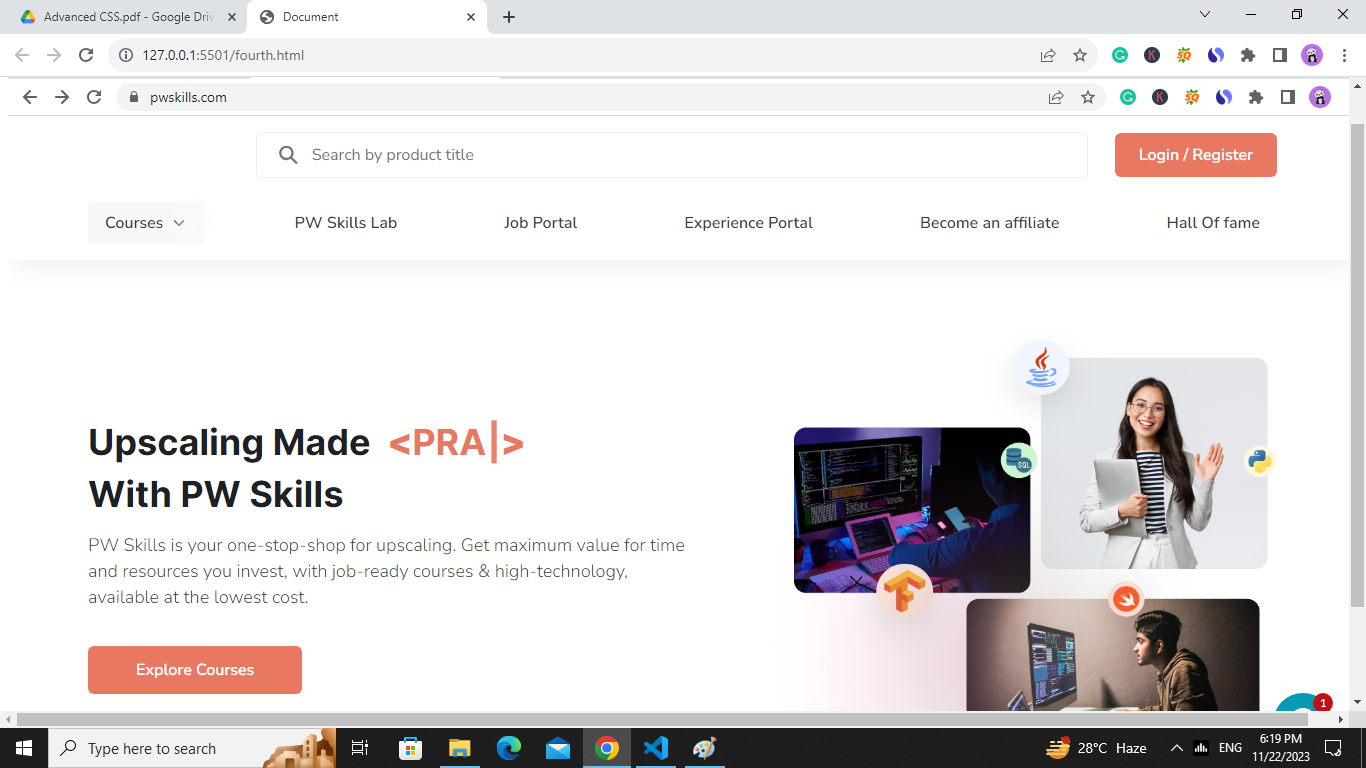 Advanced CSS.pdf - Google Driv
Document
127.0.0.1:5501/fourth.html
pwskills.com
Search by product title
Login / Register
Courses
PW Skills Lab
Job Portal
Experience Portal
Become an affiliate
Hall Of fame
Upscaling Made <PRA|>
With PW Skills
PW Skills is your one-stop-shop for upscaling. Get maximum value for time
and resources you invest, with job-ready courses & high-technology,
available at the lowest cost.
Explore Courses
SQL
1
Type here to search
28°C Haze
ENG
6:19 PM
11/22/2023